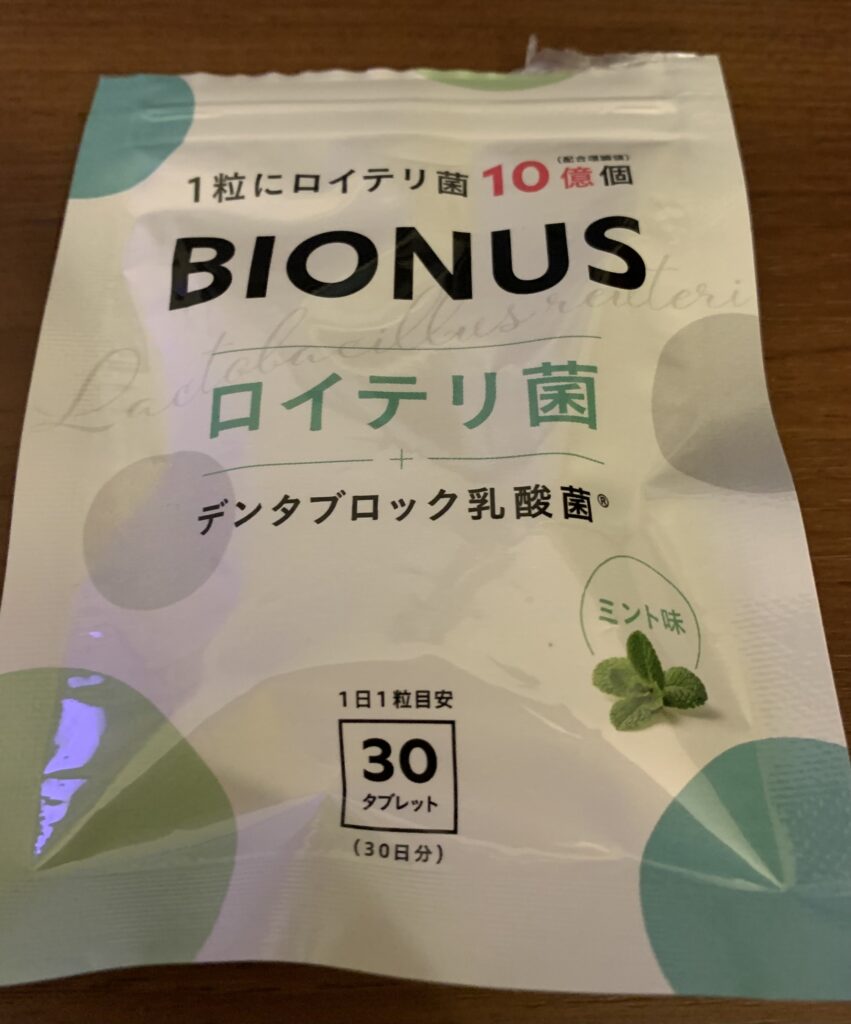 (配合理論値)
1粒にロイテリ菌10億個
BIONUS
Lactobacillus reuteri
ロイテリ菌
+
デンタブロック乳酸菌®
ミント味
1日1粒目安
30
タブレット
(30日分)